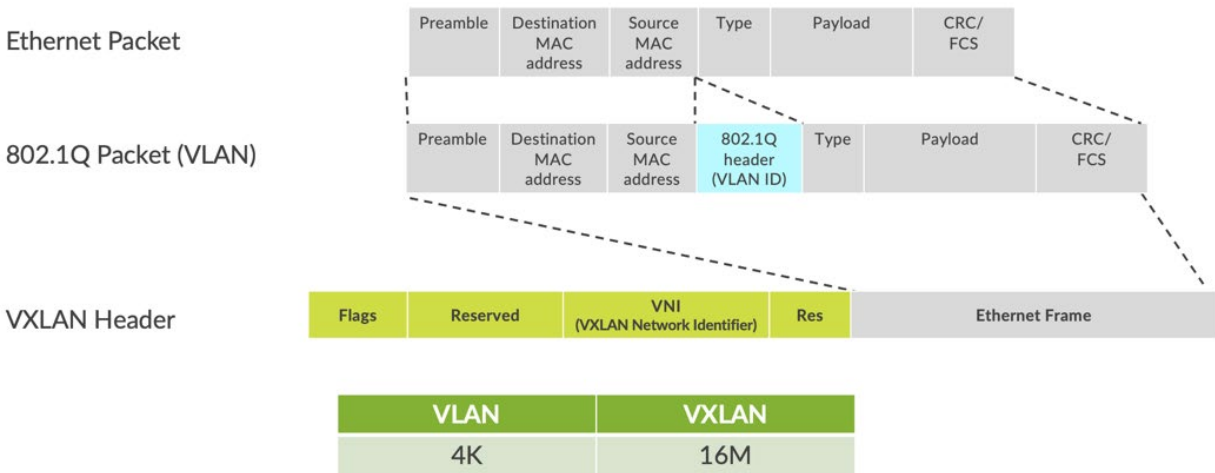 Ethernet Packet
Preamble
Destination
MAC
address
Source
MAC
address
Type
Payload
CRC/
FCS
802.1Q Packet (VLAN)
Preamble
Destination
MAC
address
Source
MAC
address
802.1Q
header
(VLAN ID)
Type
Payload
CRC/
FCS
VXLAN Header
Flags
Reserved
VNI
(VXLAN Network Identifier)
Res
Ethernet Frame
VLAN
VXLAN
4K
16M